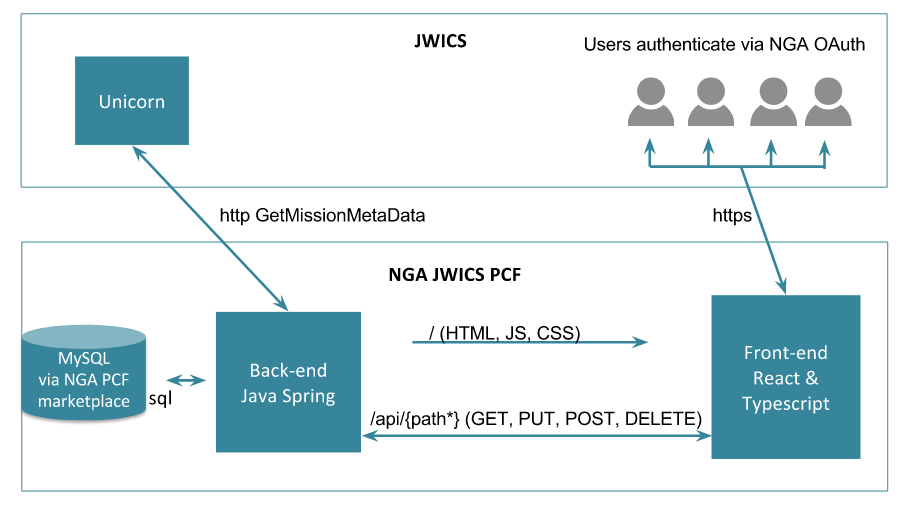 JWICS
Users authenticate via NGA OAuth
Unicorn
http GetMissionMetaData
https
NGA JWICS PCF
MySQL
via NGA PCF
marketplace
sql
Back-end
Java Spring
/ (HTML, JS, CSS)
/api/{path*} (GET, PUT, POST, DELETE)
Front-end
React &
Typescript